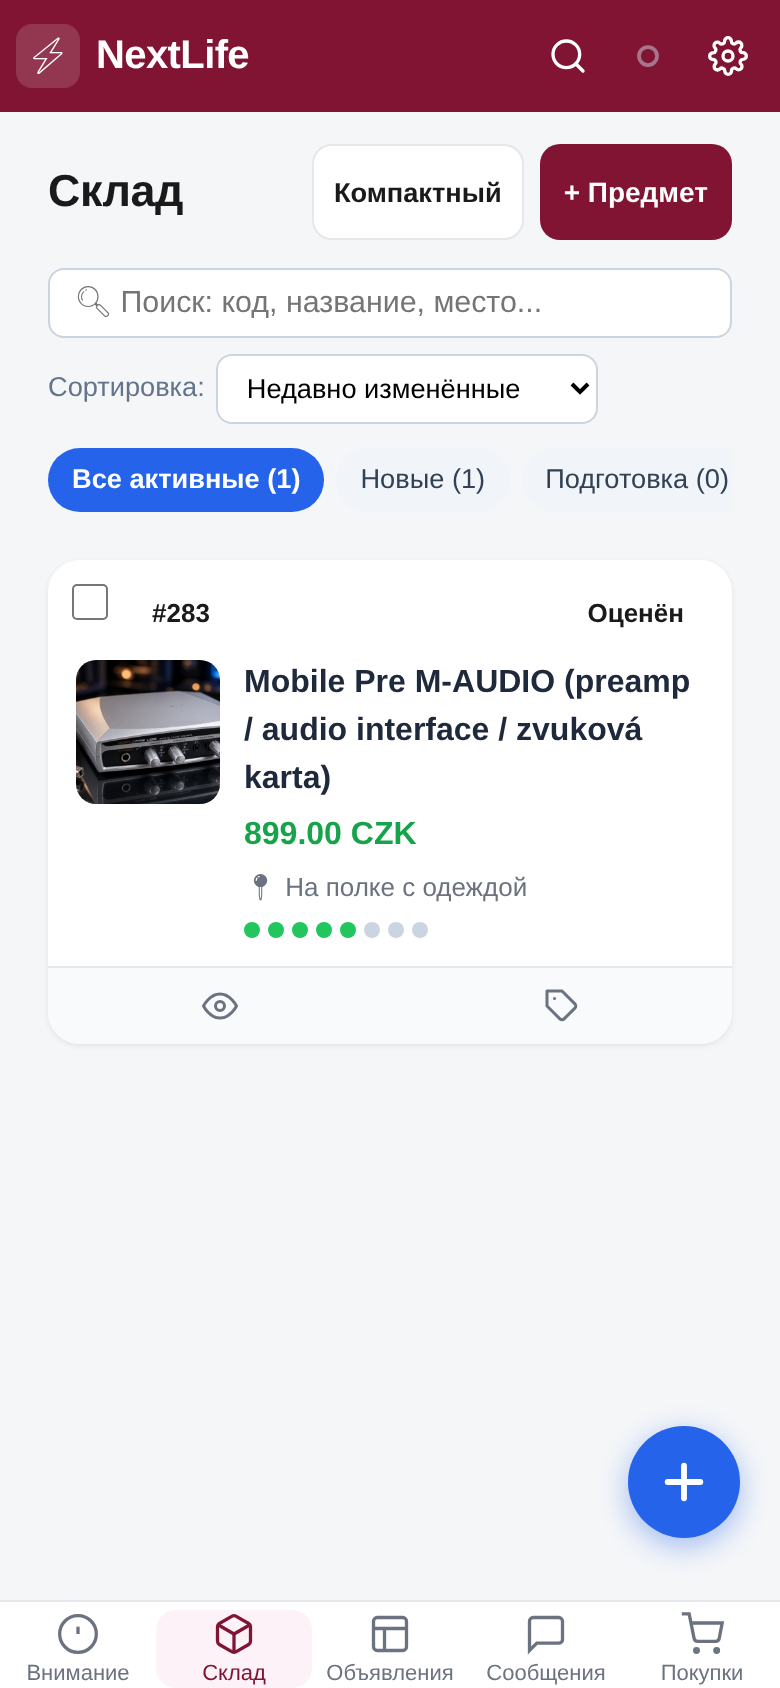 NextLife
Склад
Компактный
+ Предмет
Поиск: код, название, место...
Сортировка:
Недавно изменённые
Все активные (1)
Новые (1)
Подготовка (0)
#283
Оценён
Mobile Pre M-AUDIO (preamp
/ audio interface / zvuková
karta)
899.00 CZK
На полке с одеждой
Внимание
Склад
Объявления
Сообщения
Покупки